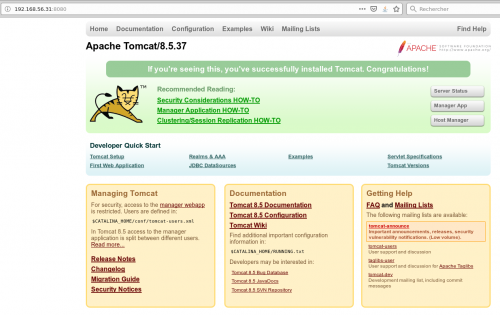 192.168.56.31:8080
Rechercher
Home Documentation Configuration Examples Wiki Mailing Lists Find Help
Apache Tomcat/8.5.37
APACHE
SOFTWARE FOUNDATION
http://www.apache.org/
If you're seeing this, you've successfully installed Tomcat. Congratulations!
TM
Recommended Reading:
Security Considerations HOW-TO
Manager Application HOW-TO
Clustering/Session Replication HOW-TO
Server Status
Manager App
Host Manager
Developer Quick Start
Tomcat Setup Realms & AAA Examples Servlet Specifications
First Web Application JDBC DataSources Tomcat Versions
Managing Tomcat
For security, access to the manager webapp
is restricted. Users are defined in:
$CATALINA_HOME/conf/tomcat-users.xml
In Tomcat 8.5 access to the manager
application is split between different users.
Read more...
Release Notes
Changelog
Migration Guide
Security Notices
Documentation
Tomcat 8.5 Documentation
Tomcat 8.5 Configuration
Tomcat Wiki
Find additional important configuration
information in:
$CATALINA_HOME/RUNNING.txt
Developers may be interested in:
Tomcat 8.5 Bug Database
Tomcat 8.5 JavaDocs
Tomcat 8.5 SVN Repository
Getting Help
FAQ and Mailing Lists
The following mailing lists are available:
tomcat-announce
Important announcements, releases, security
vulnerability notifications. (Low volume).
tomcat-users
User support and discussion
taglibs-user
User support and discussion for Apache Taglibs
tomcat-dev
Development mailing list, including commit
messages